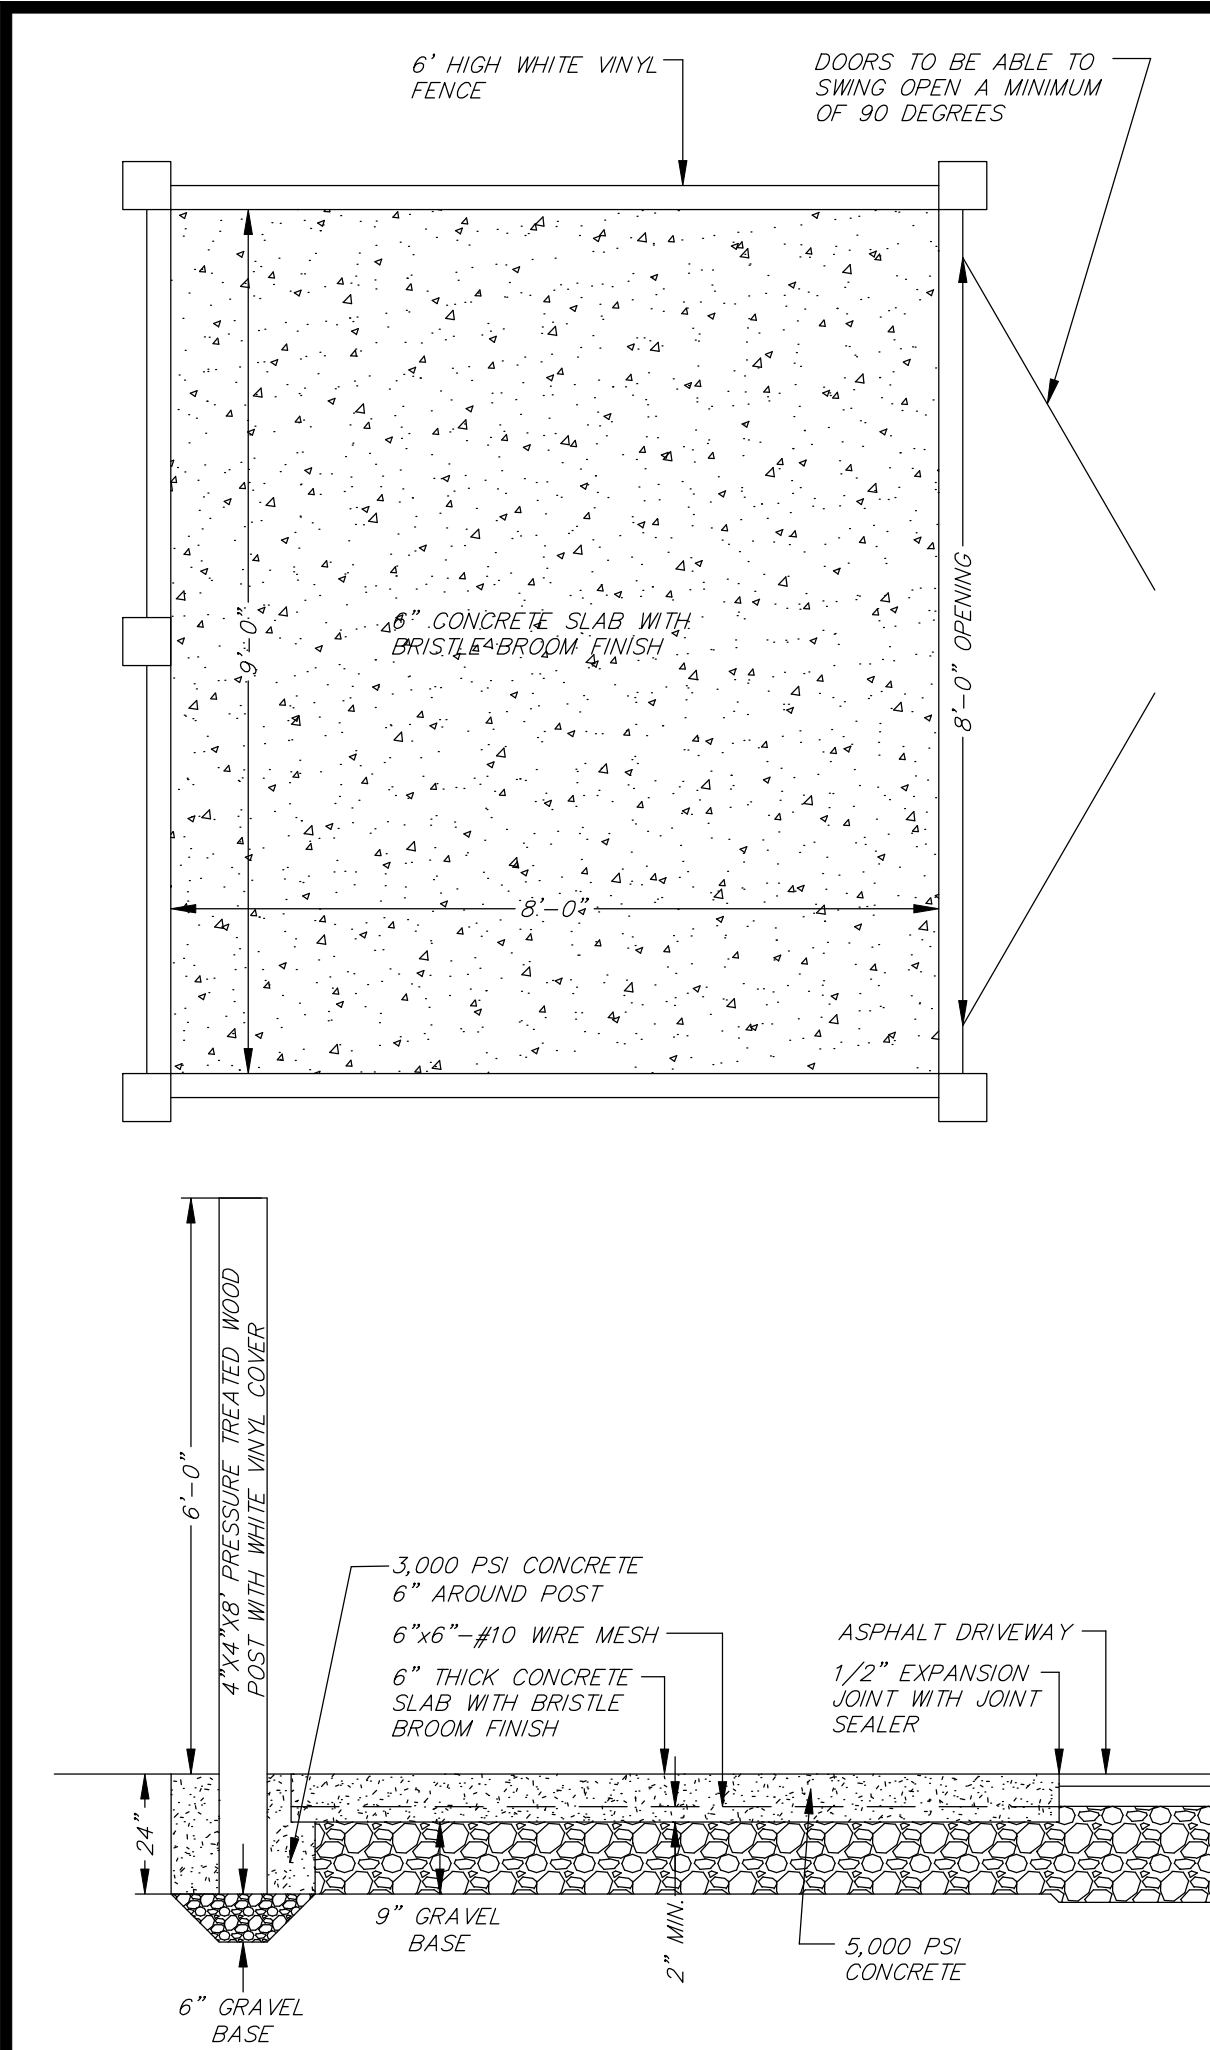 6' HIGH WHITE VINYL
FENCE
DOORS TO BE ABLE TO
SWING OPEN A MINIMUM
OF 90 DEGREES
9'-0"
6" CONCRETE SLAB WITH
BRISTLE BROOM FINISH
8'-0" OPENING
8'-0"
6'-0"
4"X4"X8' PRESSURE TREATED WOOD
POST WITH WHITE VINYL COVER
3,000 PSI CONCRETE
6" AROUND POST
6"x6"-#10 WIRE MESH
6" THICK CONCRETE
SLAB WITH BRISTLE
BROOM FINISH
ASPHALT DRIVEWAY
1/2" EXPANSION
JOINT WITH JOINT
SEALER
24"
9" GRAVEL
BASE
2" MIN.
5,000 PSI
CONCRETE
6" GRAVEL
BASE